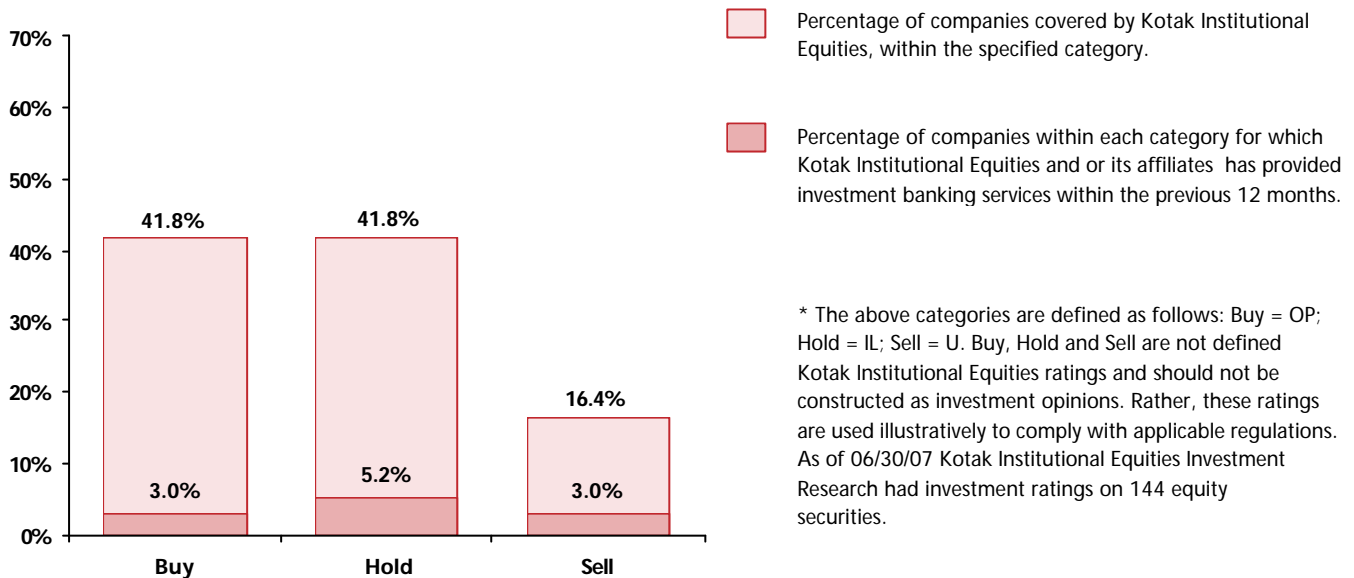 70%
60%
50%
40%
30%
20%
10%
0%
41.8%
41.8%
16.4%
3.0%
5.2%
3.0%
Buy
Hold
Sell
Percentage of companies covered by Kotak Institutional
Equities, within the specified category.
Percentage of companies within each category for which
Kotak Institutional Equities and or its affiliates has provided
investment banking services within the previous 12 months.
* The above categories are defined as follows: Buy = OP;
Hold = IL; Sell = U. Buy, Hold and Sell are not defined
Kotak Institutional Equities ratings and should not be
constructed as investment opinions. Rather, these ratings
are used illustratively to comply with applicable regulations.
As of 06/30/07 Kotak Institutional Equities Investment
Research had investment ratings on 144 equity
securities.